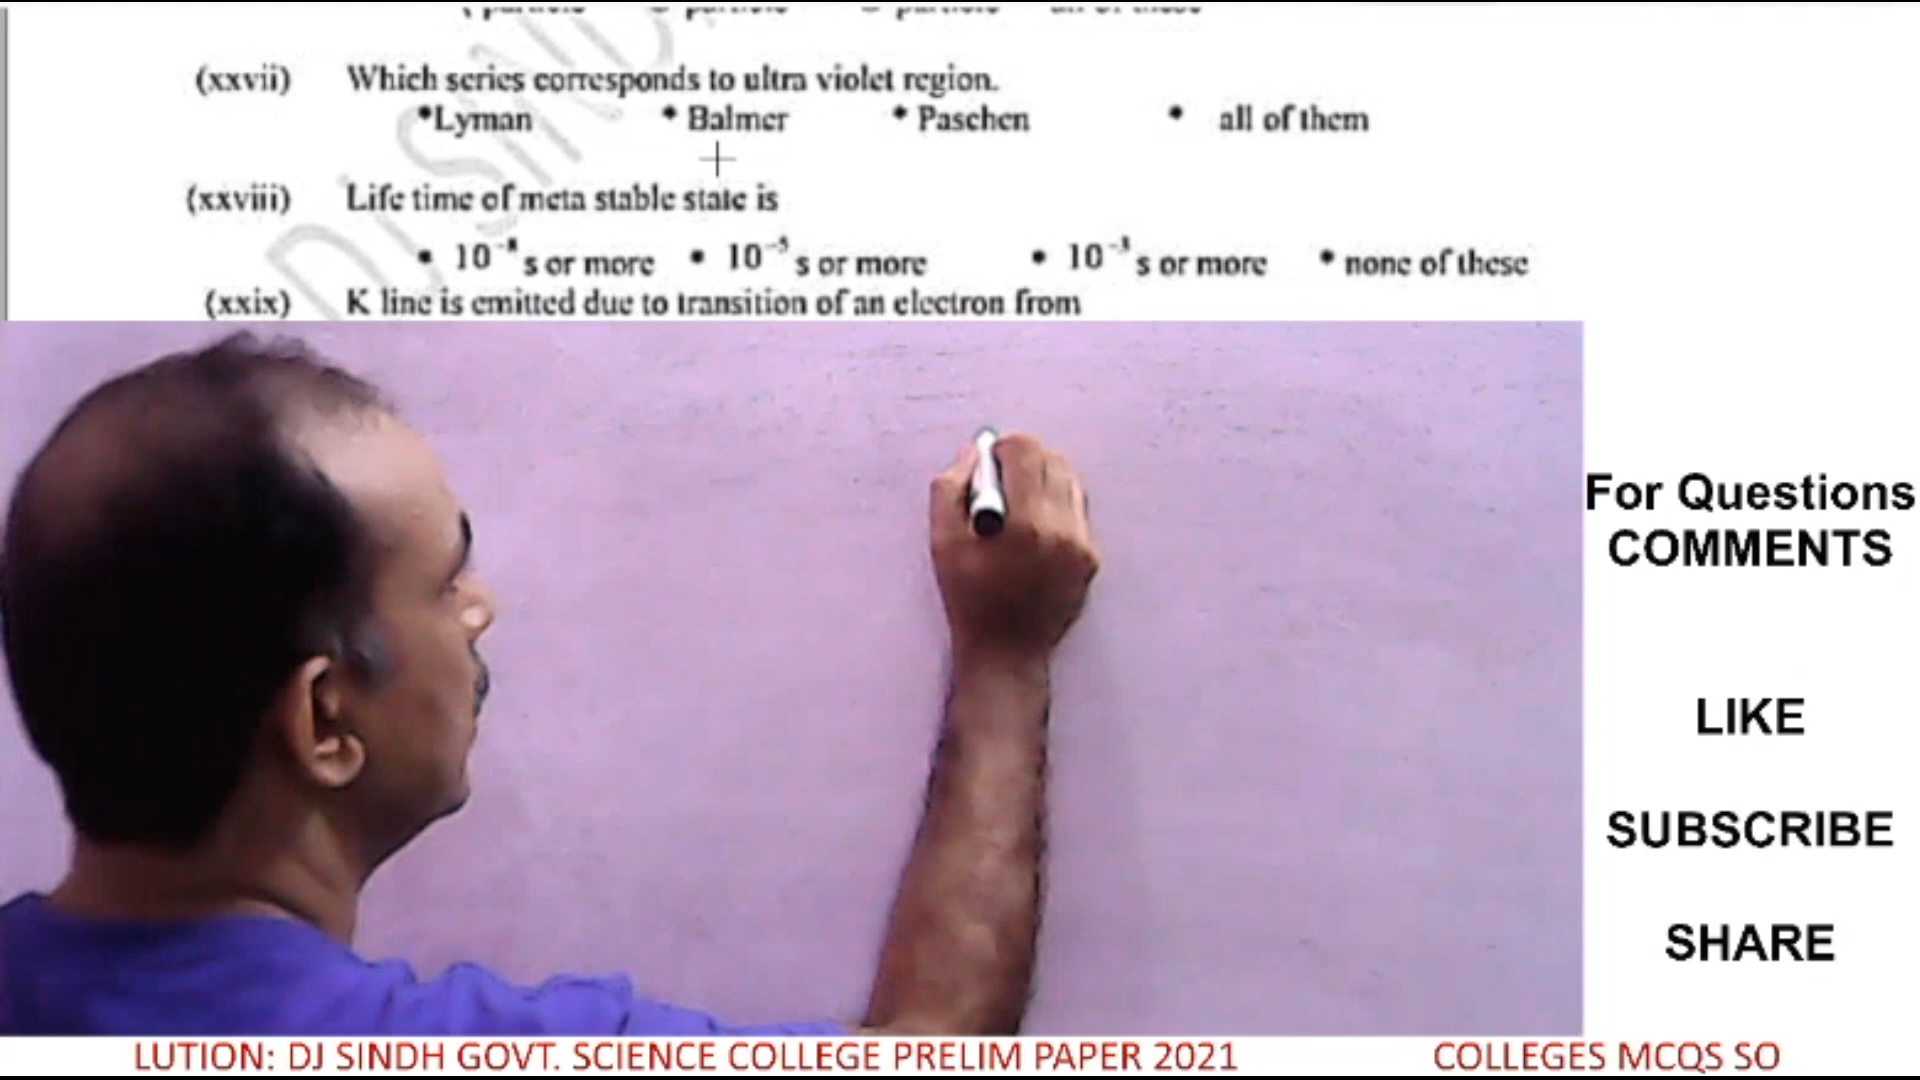 (xxvii) Which series corresponds to ultra violet region.
•Lyman • Balmer • Paschen • all of them
(xxviii) Life time of meta stable state is
• 10⁻⁸ s or more • 10⁻⁵ s or more • 10⁻³ s or more • none of these
(xxix) K line is emitted due to transition of an electron from
DJ SIND
For Questions
COMMENTS
LIKE
SUBSCRIBE
SHARE
LUTION: DJ SINDH GOVT. SCIENCE COLLEGE PRELIM PAPER 2021 COLLEGES MCQS SO